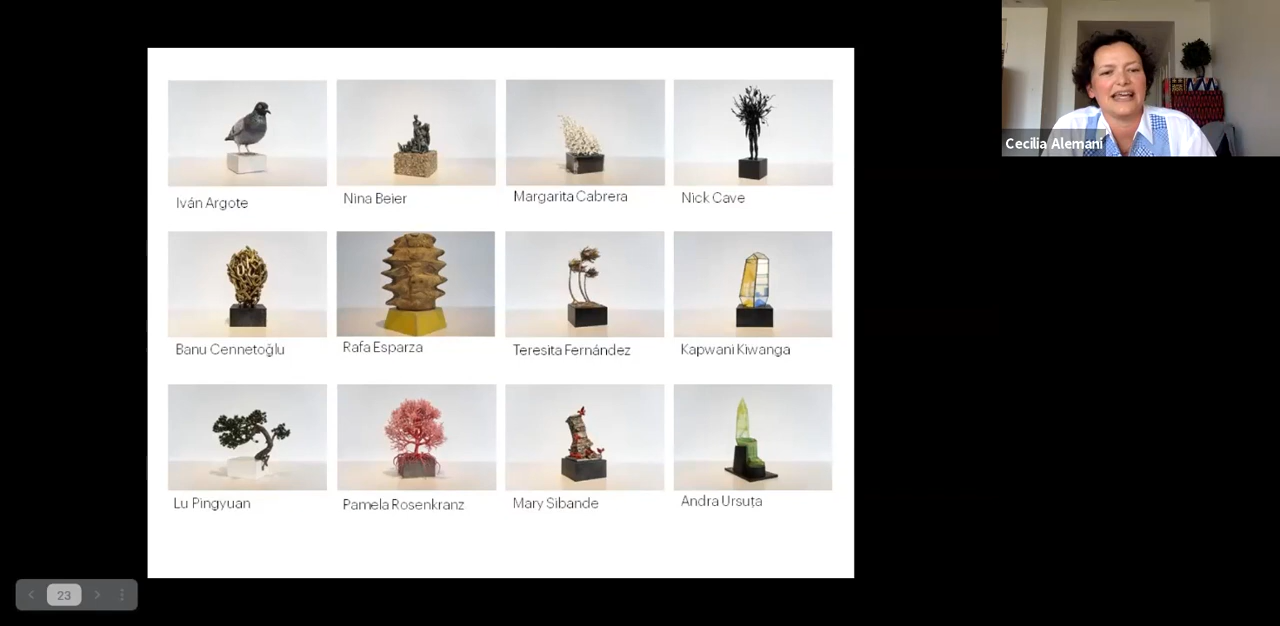 Cecilia Alemani
Iván Argote
Nina Beier
Margarita Cabrera
Nick Cave
Banu Cennetoğlu
Rafa Esparza
Teresita Fernández
Kapwani Kiwanga
Lu Pingyuan
Pamela Rosenkranz
Mary Sibande
Andra Ursuța
23